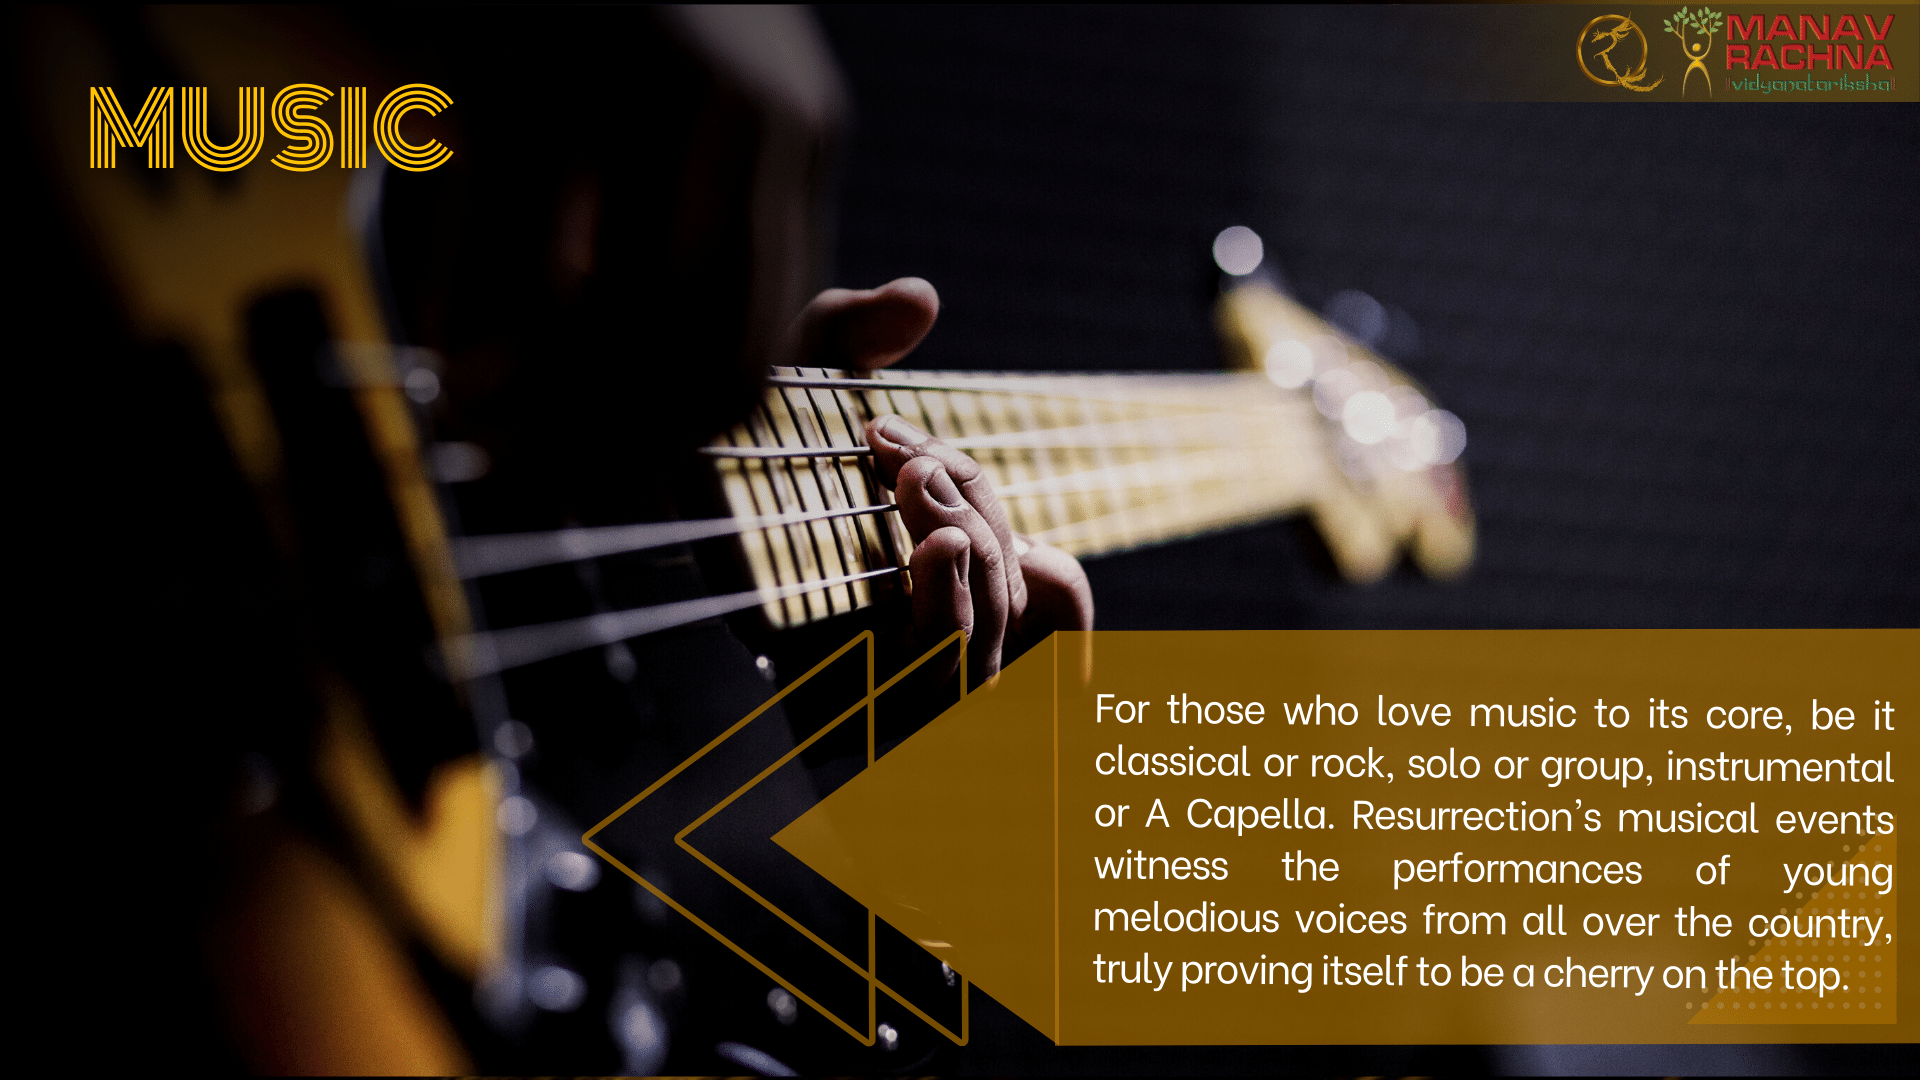 MUSIC
MANAV
RACHNA
vidyanatariksha
For those who love music to its core, be it
classical or rock, solo or group, instrumental
or A Capella. Resurrection's musical events
witness the performances of young
melodious voices from all over the country,
truly proving itself to be a cherry on the top.